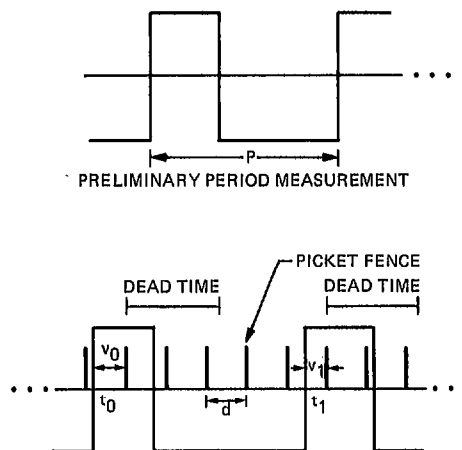 P
PRELIMINARY PERIOD MEASUREMENT
PICKET FENCE
DEAD TIME
DEAD TIME
v0
v1
t0
d
t1